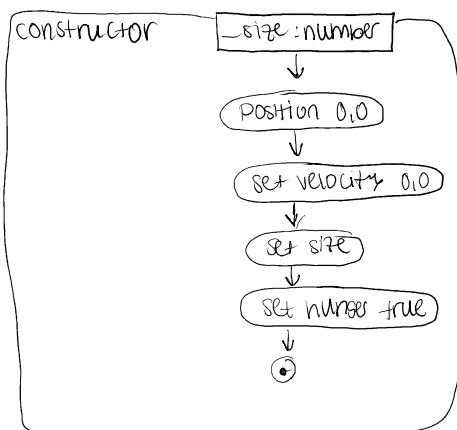 constructor
_size: number
Position 0,0
set velocity 0,0
set size
set hunger true